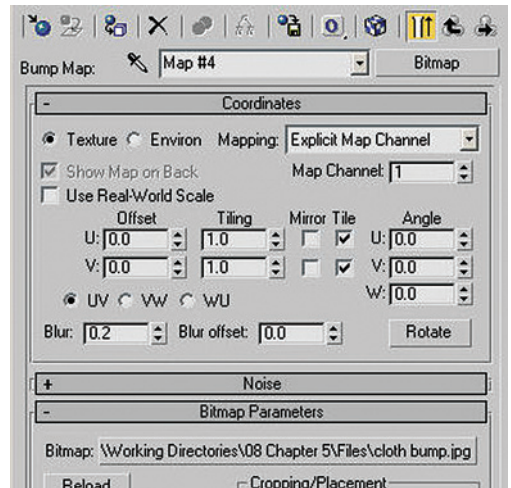 Bump Map: Map #4 Bitmap
- Coordinates
Texture Environ Mapping: Explicit Map Channel
Show Map on Back Map Channel: 1
Use Real-World Scale
Offset Tiling Mirror Tile Angle
U: 0.0 1.0 U: 0.0
V: 0.0 1.0 V: 0.0
W: 0.0
UV VW WU
Blur: 0.2 Blur offset: 0.0 Rotate
+ Noise
- Bitmap Parameters
Bitmap: \Working Directories\08 Chapter 5\Files\cloth bump.jpg
Reload Cropping/Placement